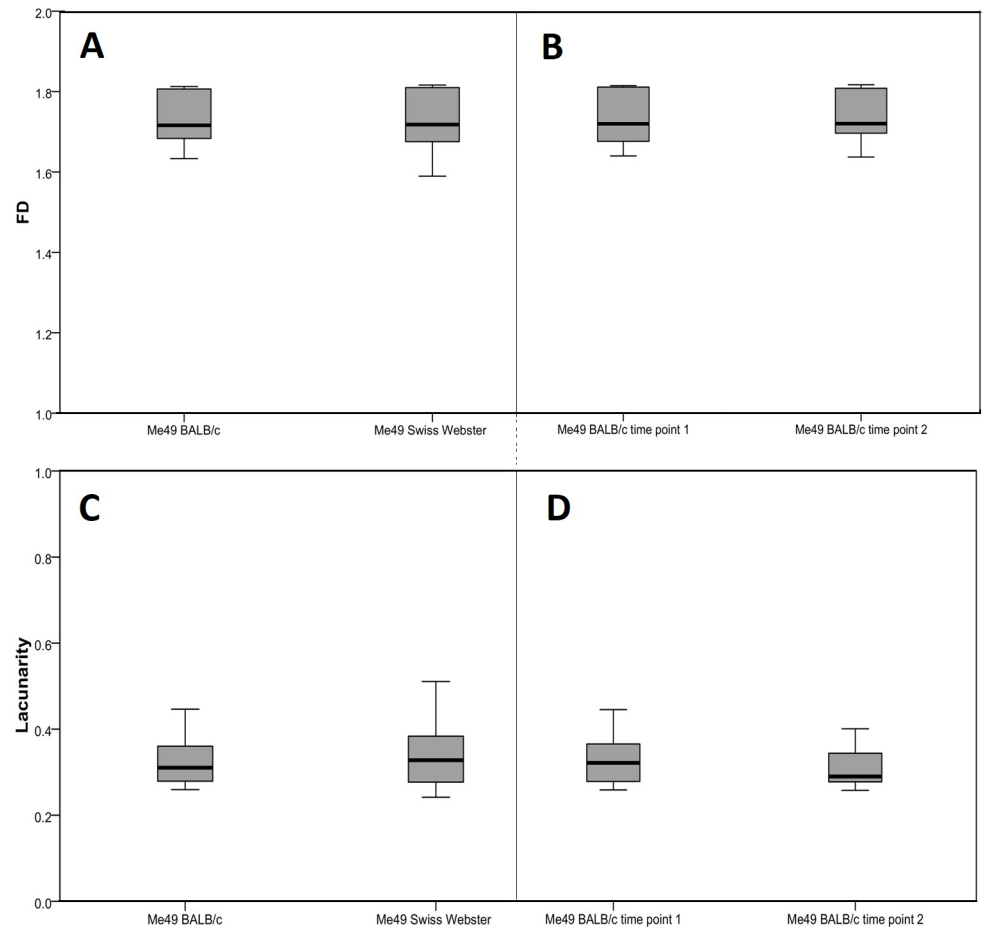 A
B
2.0
1.8
1.6
1.4
1.2
1.0
FD
Me49 BALB/c
Me49 Swiss Webster
Me49 BALB/c time point 1
Me49 BALB/c time point 2
C
D
1.0
0.8
0.6
0.4
0.2
0.0
Lacunarity
Me49 BALB/c
Me49 Swiss Webster
Me49 BALB/c time point 1
Me49 BALB/c time point 2